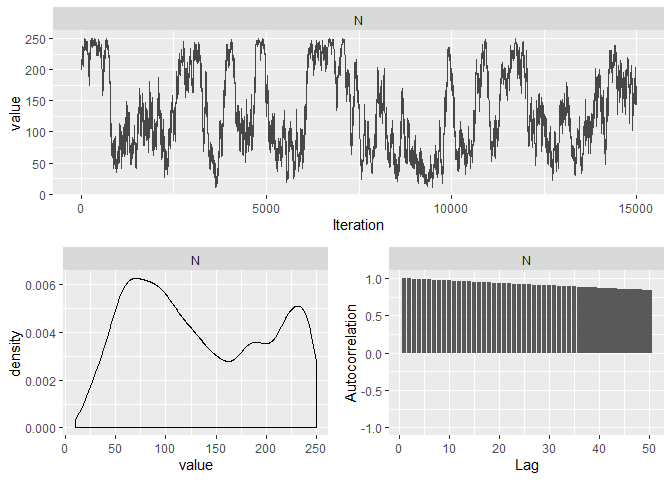 N
value
250
200
150
100
50
0
0 5000 10000 15000
Iteration
N
density
0.006
0.004
0.002
0.000
0 50 100 150 200 250
value
N
Autocorrelation
1.0
0.5
0.0
-0.5
-1.0
0 10 20 30 40 50
Lag